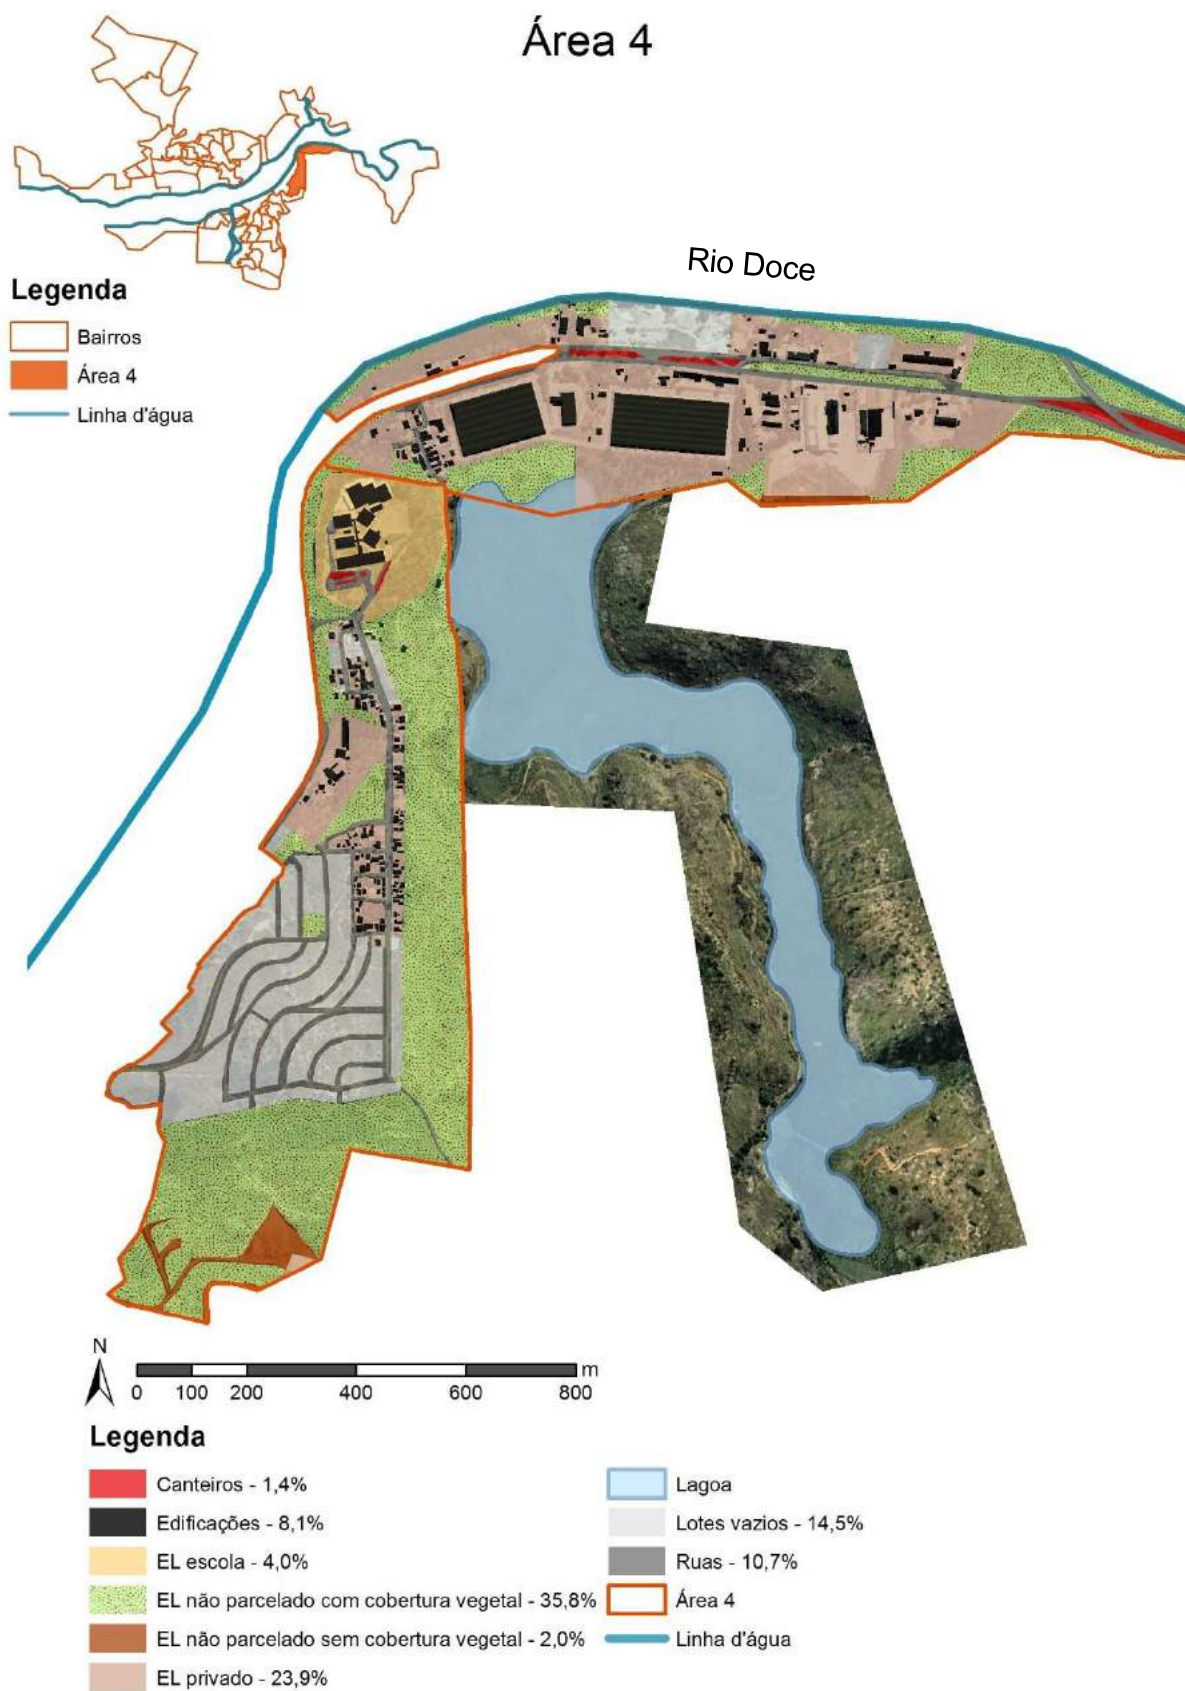 Área 4
Legenda
Bairros
Área 4
Linha d'água
Rio Doce
N
m
0 100 200 400 600 800
Legenda
Canteiros - 1,4%
Edificações - 8,1%
EL escola - 4,0%
EL não parcelado com cobertura vegetal - 35,8%
EL não parcelado sem cobertura vegetal - 2,0%
EL privado - 23,9%
Lagoa
Lotes vazios - 14,5%
Ruas - 10,7%
Área 4
Linha d'água